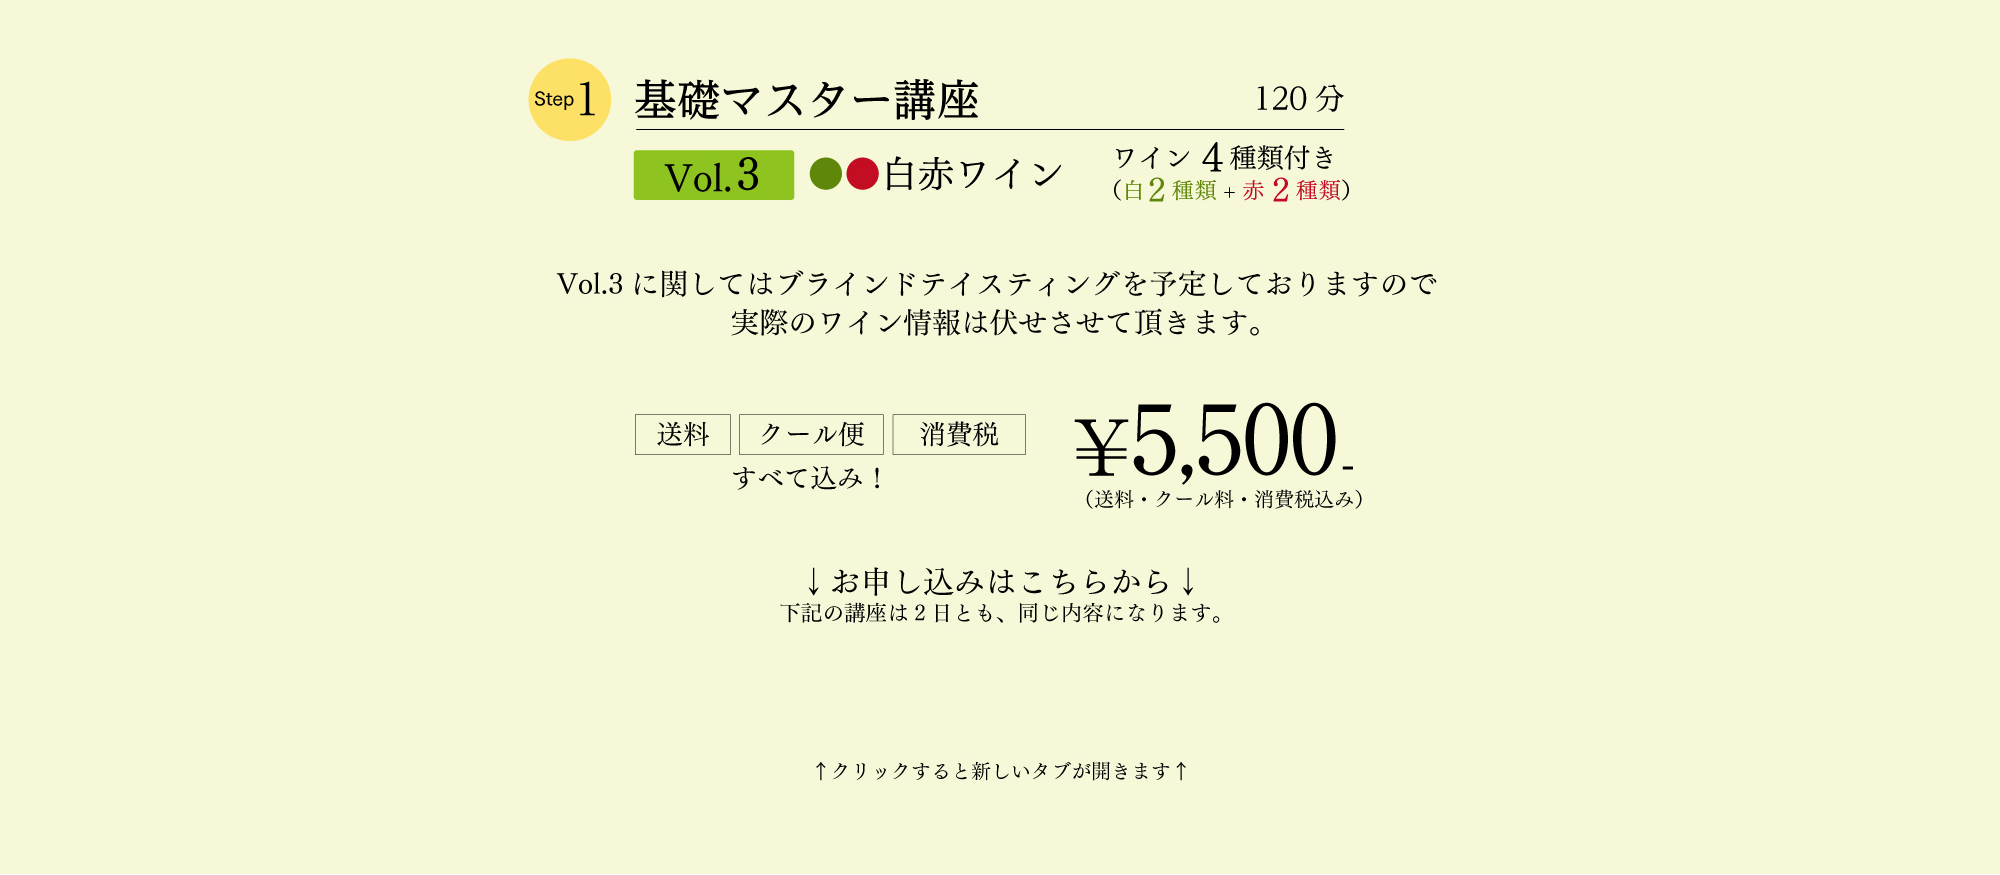 Step 1 基礎マスター講座 120 分
Vol.3 白赤ワイン ワイン 4 種類付き
（白 2 種類 + 赤 2 種類）
Vol.3 に関してはブラインドテイスティングを予定しておりますので
実際のワイン情報は伏せさせて頂きます。
送料 クール便 消費税 ¥5,500-
すべて込み！
（送料・クール料・消費税込み）
↓お申し込みはこちらから↓
下記の講座は 2 日とも、同じ内容になります。
↑クリックすると新しいタブが開きます↑